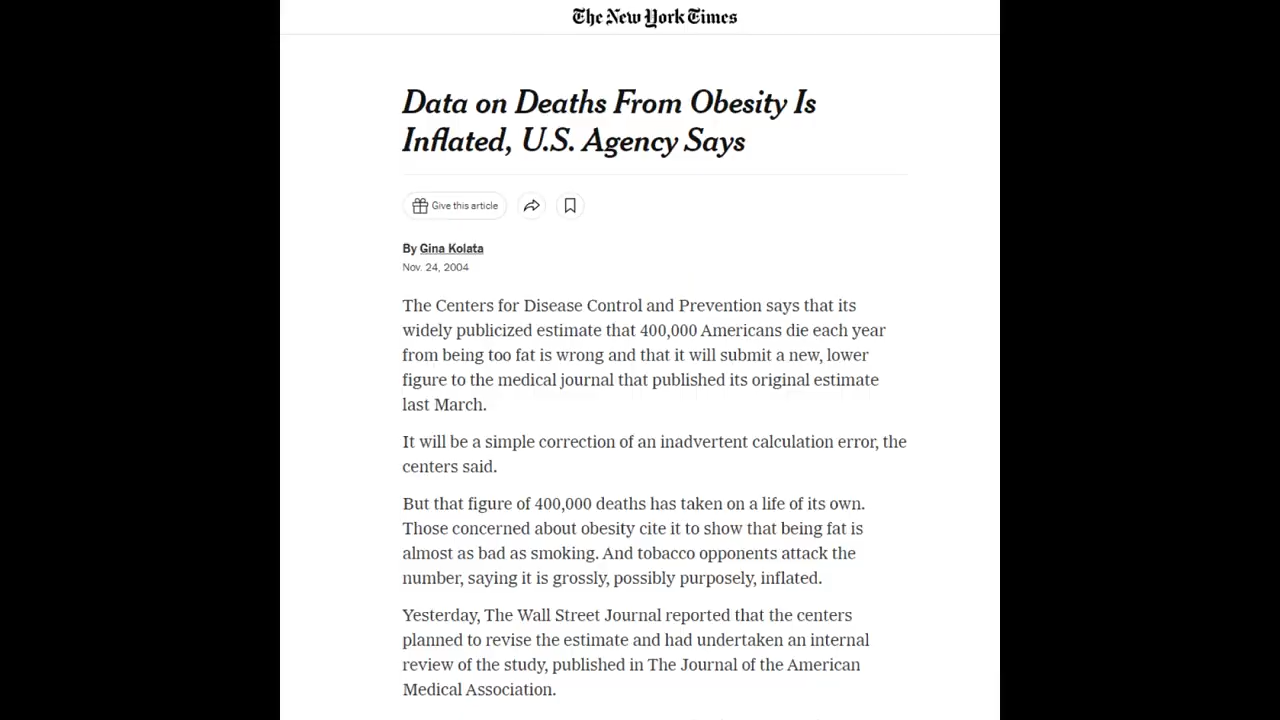 The New York Times
Data on Deaths From Obesity Is
Inflated, U.S. Agency Says
Give this article
By Gina Kolata
Nov. 24, 2004
The Centers for Disease Control and Prevention says that its
widely publicized estimate that 400,000 Americans die each year
from being too fat is wrong and that it will submit a new, lower
figure to the medical journal that published its original estimate
last March.
It will be a simple correction of an inadvertent calculation error, the
centers said.
But that figure of 400,000 deaths has taken on a life of its own.
Those concerned about obesity cite it to show that being fat is
almost as bad as smoking. And tobacco opponents attack the
number, saying it is grossly, possibly purposely, inflated.
Yesterday, The Wall Street Journal reported that the centers
planned to revise the estimate and had undertaken an internal
review of the study, published in The Journal of the American
Medical Association.